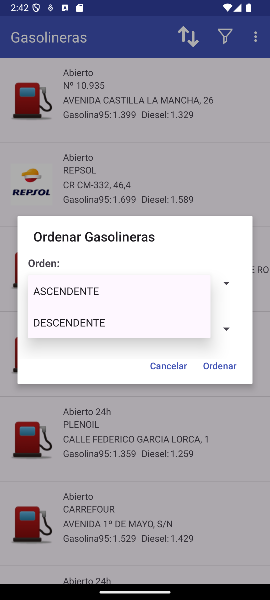 2:42
Gasolineras
Abierto
Nº 10.935
AVENIDA CASTILLA LA MANCHA, 26
Gasolina95:1.399 Diesel:1.329
Abierto
REPSOL
CR CM-332, 46,4
Gasolina95:1.699 Diesel:1.589
REPSOL
E RO
Ordenar Gasolineras
Orden:
ASCENDENTE
DESCENDENTE
Cancelar Ordenar
Abierto 24h
PLENOIL
CALLE FEDERICO GARCIA LORCA, 1
Gasolina95:1.359 Diesel:1.259
Abierto
CARREFOUR
AVENIDA 1º DE MAYO, S/N
Gasolina95:1.529 Diesel:1.429
Abierto 24h